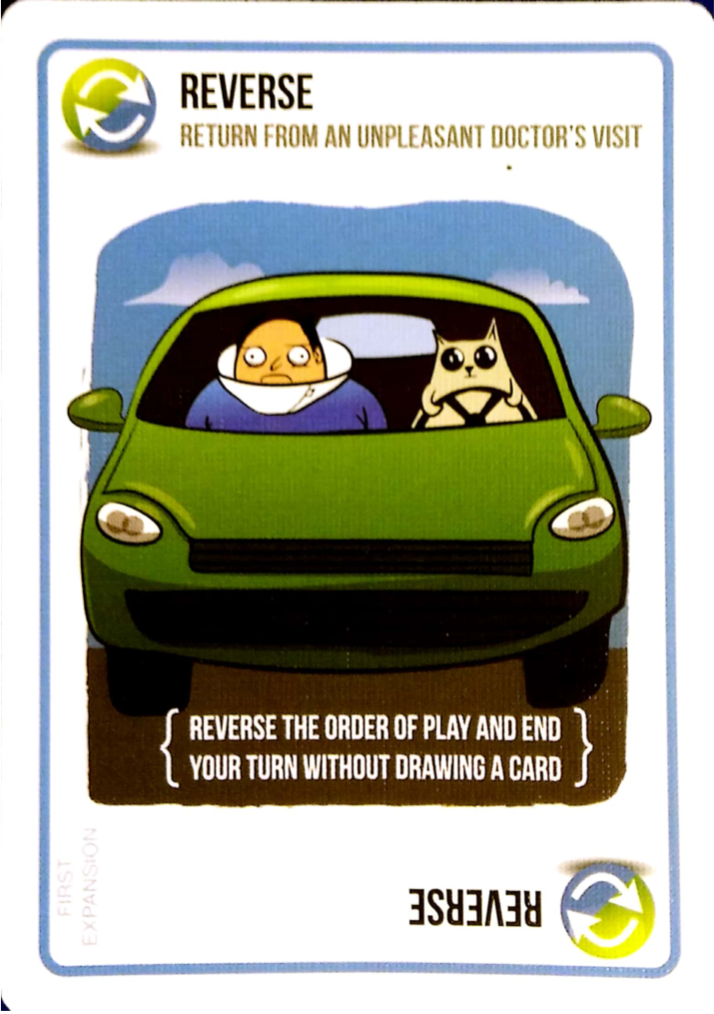 REVERSE
RETURN FROM AN UNPLEASANT DOCTOR'S VISIT
REVERSE THE ORDER OF PLAY AND END
YOUR TURN WITHOUT DRAWING A CARD
FIRST
EXPANSION
REVERSE